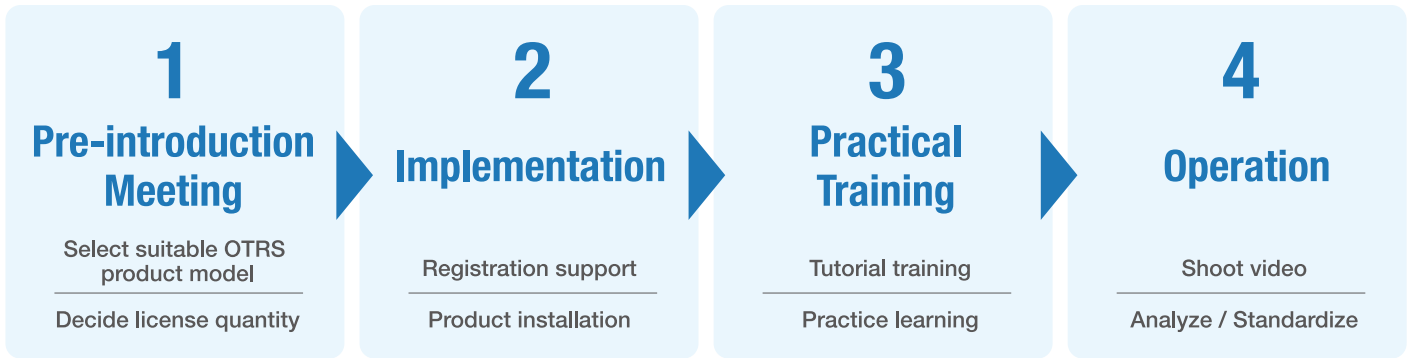 1
Pre-introduction
Meeting
Select suitable OTRS
product model
Decide license quantity
2
Implementation
Registration support
Product installation
3
Practical
Training
Tutorial training
Practice learning
4
Operation
Shoot video
Analyze / Standardize